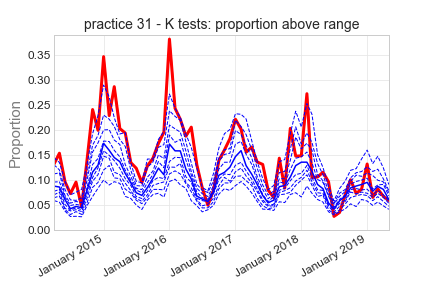 practice 31 - K tests: proportion above range
Proportion
0.35
0.30
0.25
0.20
0.15
0.10
0.05
0.00
January 2015
January 2016
January 2017
January 2018
January 2019